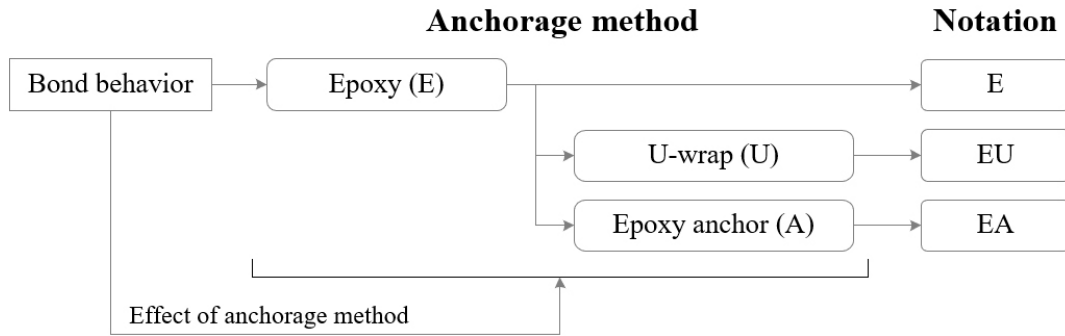 Anchorage method
Notation
Bond behavior
Epoxy (E)
E
U-wrap (U)
EU
Epoxy anchor (A)
EA
Effect of anchorage method